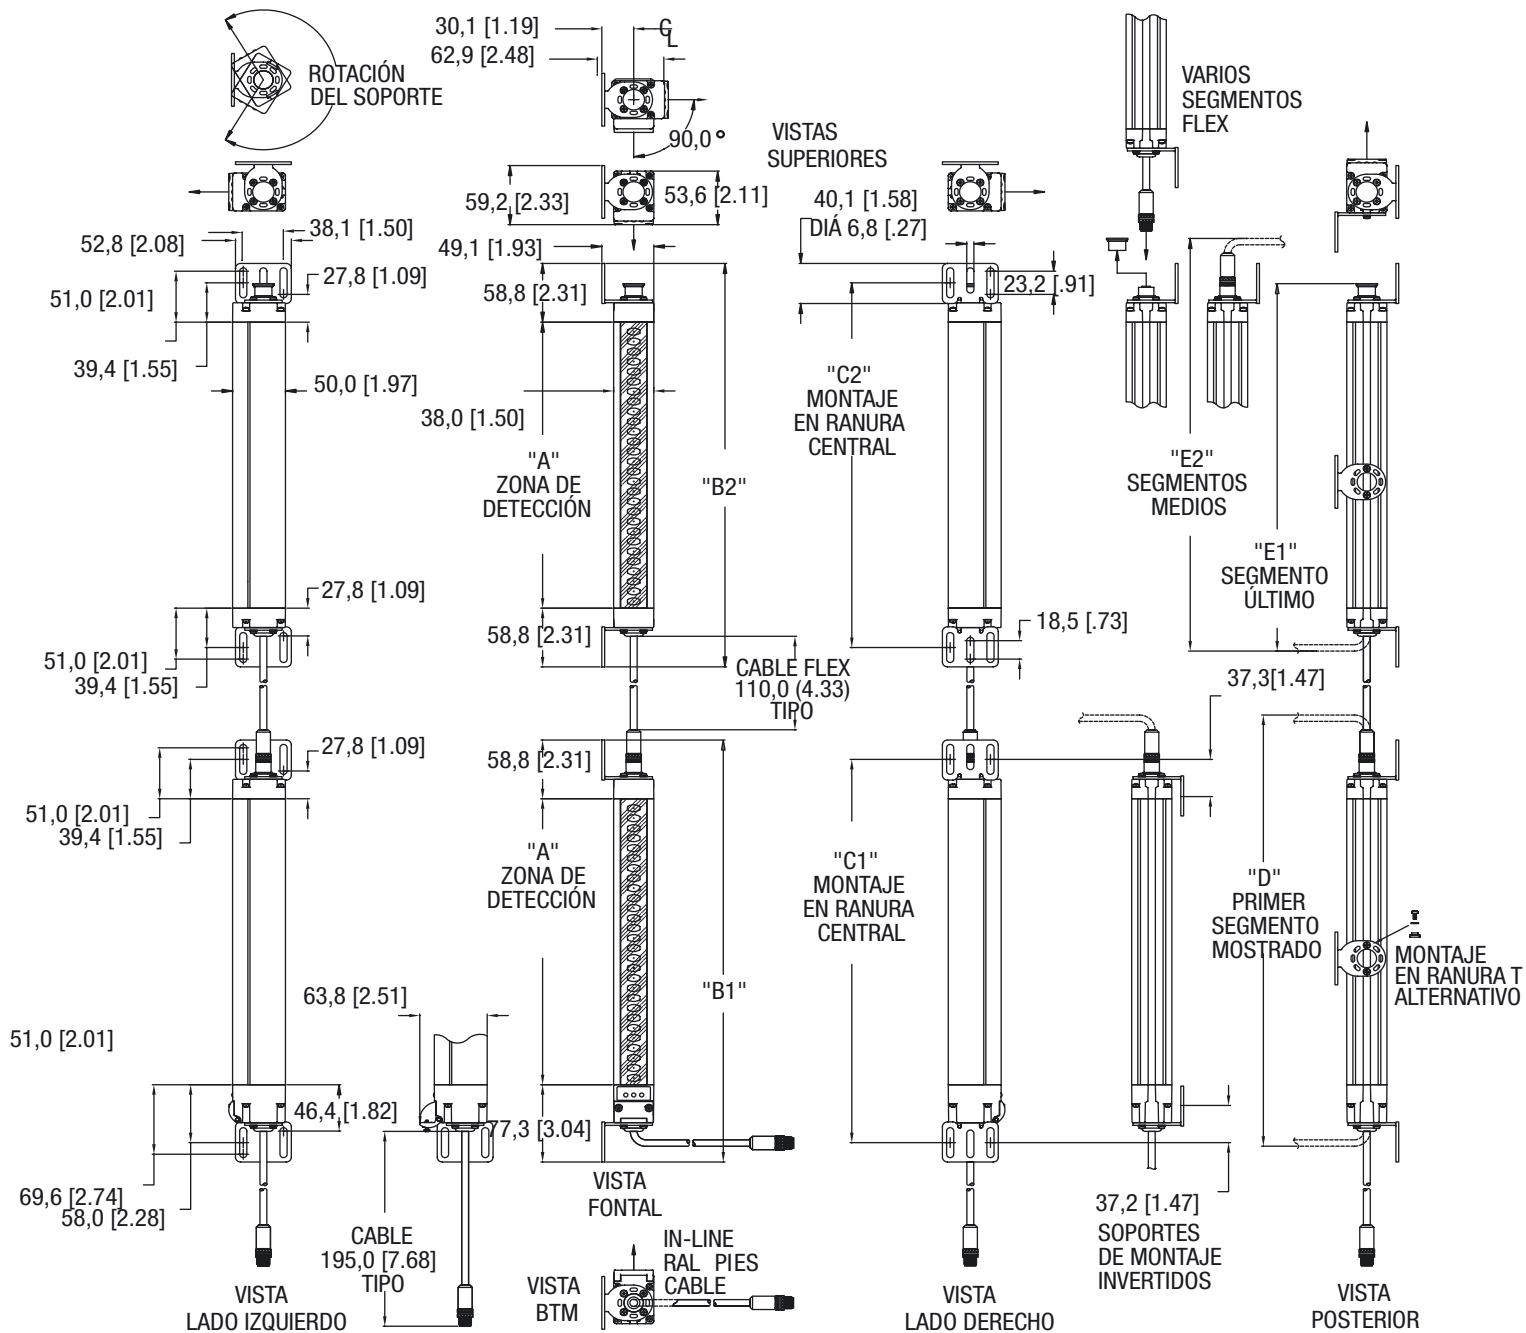 30,1 [1.19]
CL
62,9 [2.48]
ROTACIÓN
DEL SOPORTE
90,0°
VISTAS
SUPERIORES
VARIOS
SEGMENTOS
FLEX
59,2 [2.33]
53,6 [2.11]
40,1 [1.58]
DIÁ 6,8 [.27]
38,1 [1.50]
52,8 [2.08]
49,1 [1.93]
27,8 [1.09]
51,0 [2.01]
58,8 [2.31]
23,2 [.91]
39,4 [1.55]
50,0 [1.97]
38,0 [1.50]
"C2"
MONTAJE
EN RANURA
CENTRAL
"A"
ZONA DE
DETECCIÓN
"B2"
"E2"
SEGMENTOS
MEDIOS
"E1"
SEGMENTO
ÚLTIMO
27,8 [1.09]
58,8 [2.31]
18,5 [.73]
51,0 [2.01]
39,4 [1.55]
CABLE FLEX
110,0 (4.33)
TIPO
37,3[1.47]
27,8 [1.09]
58,8 [2.31]
51,0 [2.01]
39,4 [1.55]
"A"
ZONA DE
DETECCIÓN
"C1"
MONTAJE
EN RANURA
CENTRAL
"D"
PRIMER
SEGMENTO
MOSTRADO
MONTAJE
EN RANURA T
ALTERNATIVO
"B1"
63,8 [2.51]
51,0 [2.01]
46,4 [1.82]
77,3 [3.04]
69,6 [2.74]
58,0 [2.28]
VISTA
FONTAL
37,2 [1.47]
SOPORTES
DE MONTAJE
INVERTIDOS
CABLE
195,0 [7.68]
TIPO
IN-LINE
RAL PIES
CABLE
VISTA
BTM
VISTA
LADO IZQUIERDO
VISTA
LADO DERECHO
VISTA
POSTERIOR